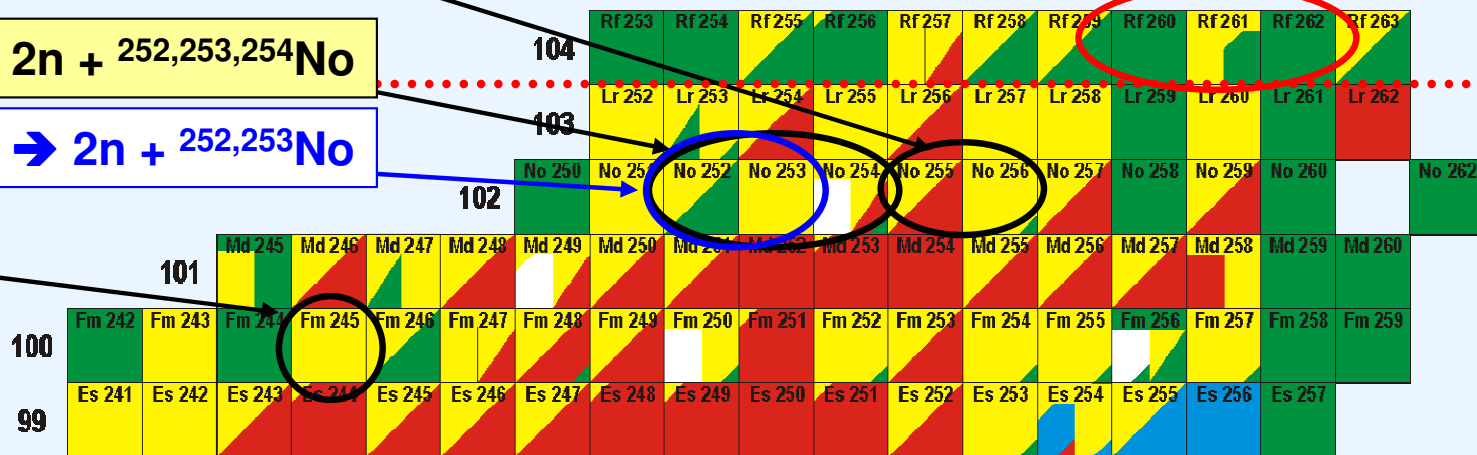 Rf 253 Rf 254 Rf 255 Rf 256 Rf 257 Rf 258 Rf 259 Rf 260 Rf 261 Rf 262 Rf 263
104
2n + 252,253,254No
Lr 252 Lr 253 Lr 254 Lr 255 Lr 256 Lr 257 Lr 258 Lr 259 Lr 260 Lr 261 Lr 262
103
➔ 2n + 252,253No
No 250 No 251 No 252 No 253 No 254 No 255 No 256 No 257 No 258 No 259 No 260 No 262
102
Md 245 Md 246 Md 247 Md 248 Md 249 Md 250 Md 251 Md 252 Md 253 Md 254 Md 255 Md 256 Md 257 Md 258 Md 259 Md 260
101
Fm 242 Fm 243 Fm 244 Fm 245 Fm 246 Fm 247 Fm 248 Fm 249 Fm 250 Fm 251 Fm 252 Fm 253 Fm 254 Fm 255 Fm 256 Fm 257 Fm 258 Fm 259
100
Es 241 Es 242 Es 243 Es 244 Es 245 Es 246 Es 247 Es 248 Es 249 Es 250 Es 251 Es 252 Es 253 Es 254 Es 255 Es 256 Es 257
99